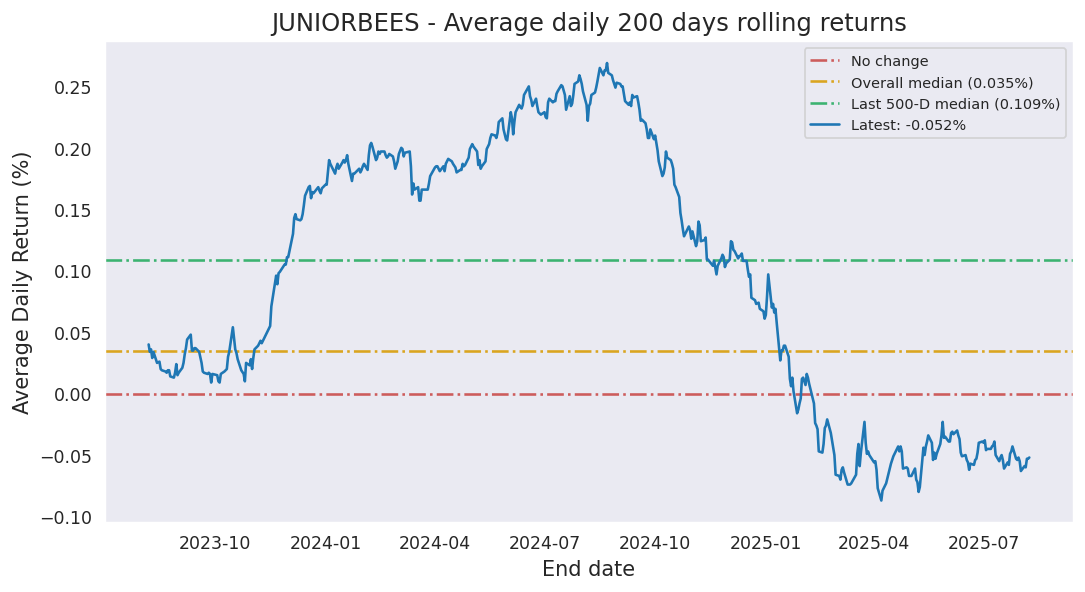 JUNIORBEES - Average daily 200 days rolling returns
No change
Overall median (0.035%)
Last 500-D median (0.109%)
Latest: -0.052%
Average Daily Return (%)
0.25
0.20
0.15
0.10
0.05
0.00
−0.05
−0.10
2023-10 2024-01 2024-04 2024-07 2024-10 2025-01 2025-04 2025-07
End date